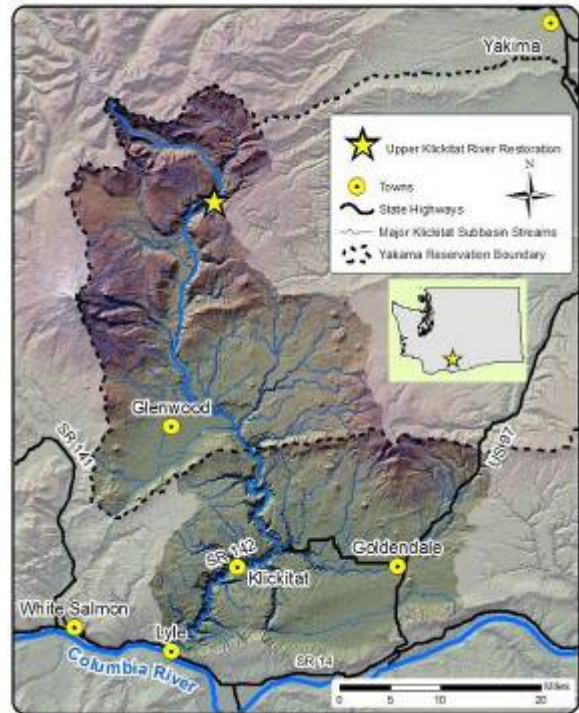 Yakima
Upper Klickitat River Restoration
N
Towns
State Highways
Major Klickitat Subbasin Streams
Yakama Reservation Boundary
Glenwood
SR 141
US 97
SR 142
Klickitat
Goldendale
White Salmon
Lyle
SR 14
Columbia River
Miles
0 5 10 20